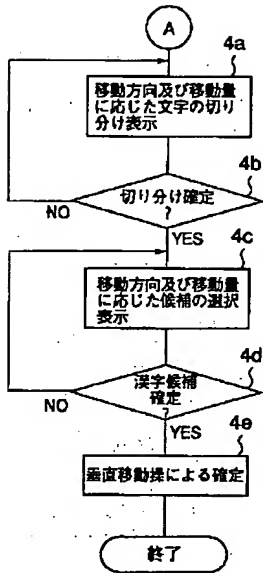 A
4a
移動方向及び移動量
に応じた文字の切り
分け表示
4b
切り分け確定
?
NO
YES
4c
移動方向及び移動量
に応じた候補の選択
表示
4d
漢字候補
確定
?
NO
YES
4e
垂直移動操による確定
終了